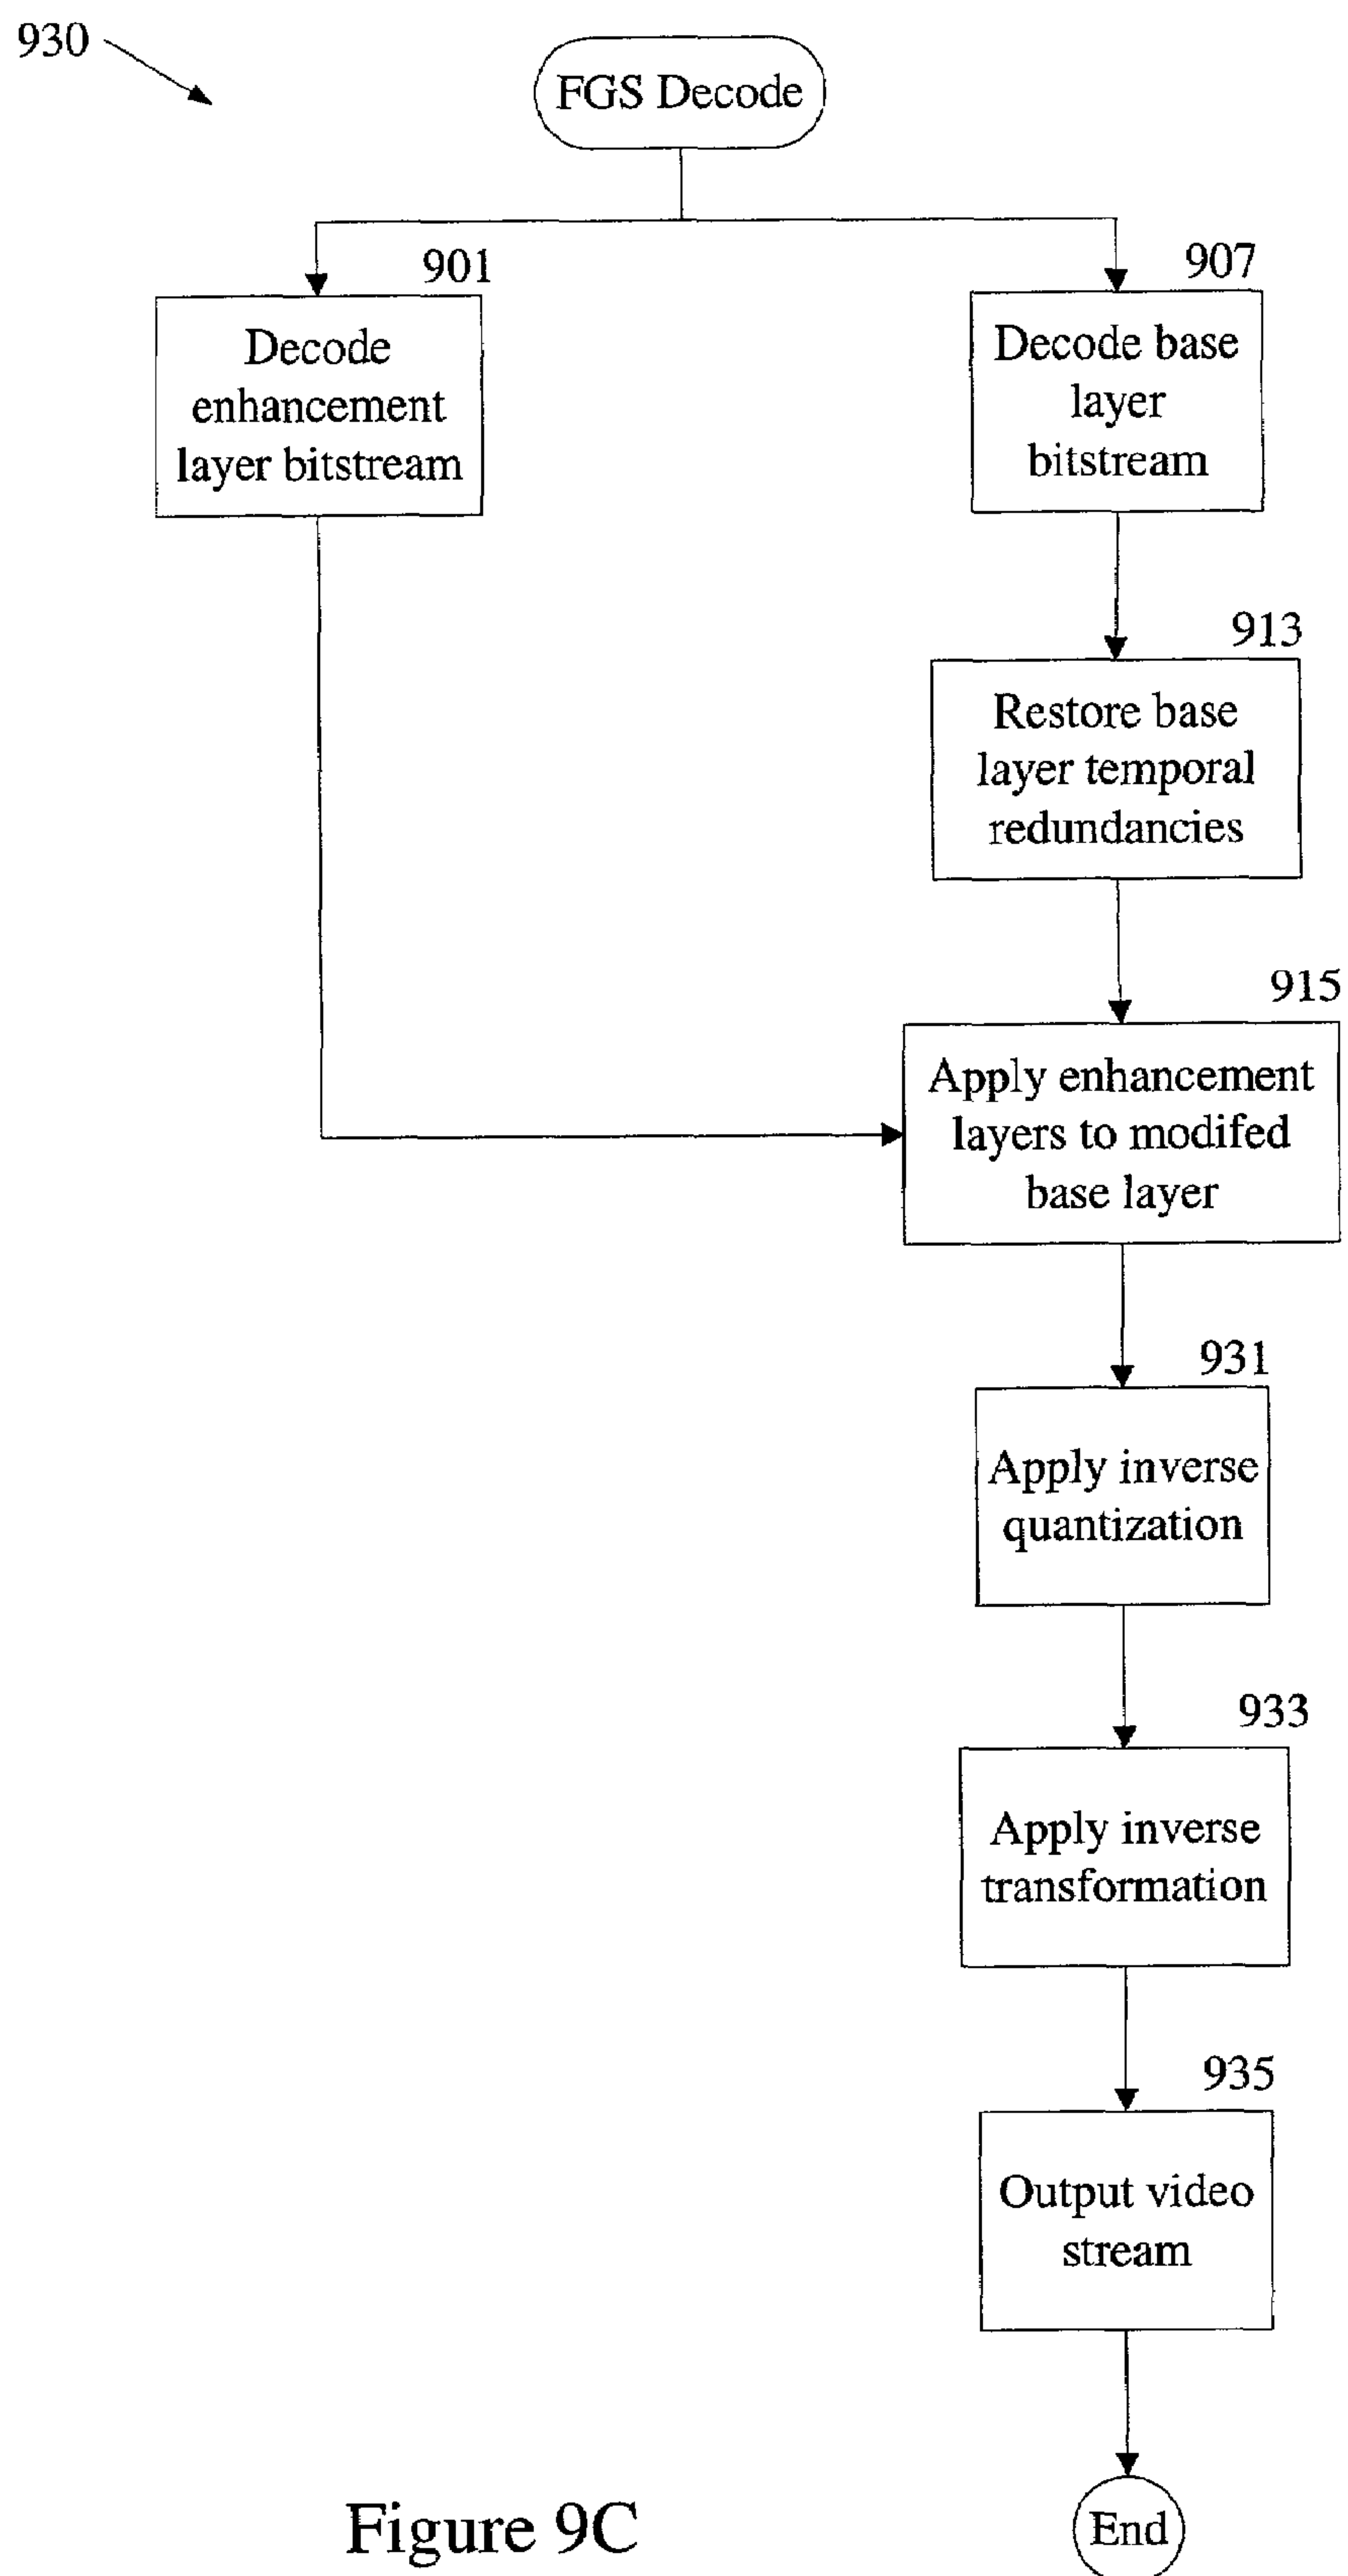 930
FGS Decode
901
Decode
enhancement
layer bitstream
907
Decode base
layer
bitstream
913
Restore base
layer temporal
redundancies
915
Apply enhancement
layers to modifed
base layer
931
Apply inverse
quantization
933
Apply inverse
transformation
935
Output video
stream
End
Figure 9C